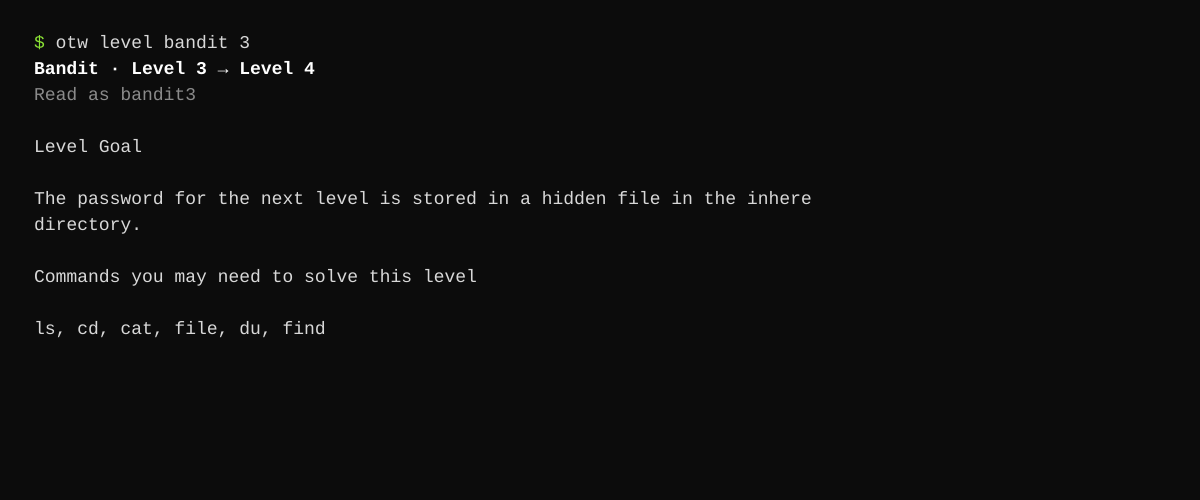 $ otw level bandit 3
Bandit · Level 3 → Level 4
Read as bandit3
Level Goal
The password for the next level is stored in a hidden file in the inhere
directory.
Commands you may need to solve this level
ls, cd, cat, file, du, find